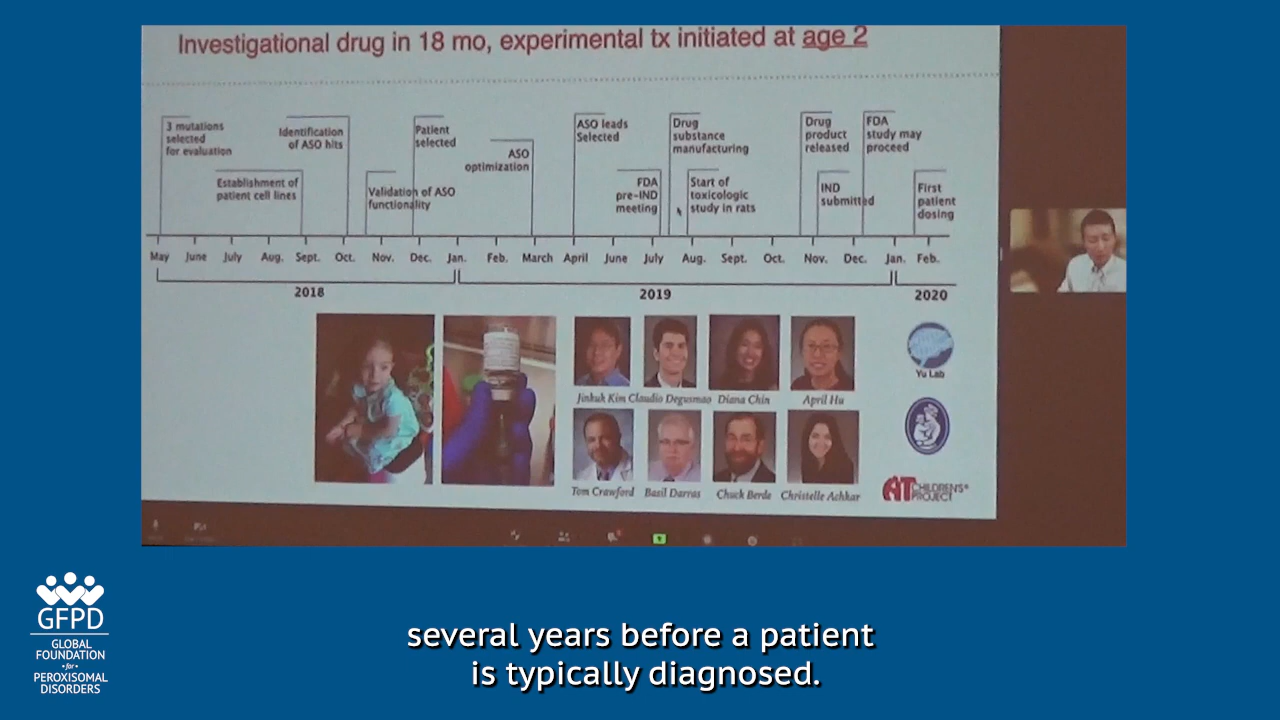 Investigational drug in 18 mo, experimental tx initiated at age 2
3 mutations
selected
for evaluation
Establishment of
patient cell lines
Identification
of ASO hits
Validation of ASO
functionality
Patient
selected
ASO
optimization
ASO leads
Selected
FDA
pre-IND
meeting
Drug
substance
manufacturing
Start of
toxicologic
study in rats
Drug
product
released
IND
submitted
FDA
study may
proceed
First
patient
dosing
May June July Aug. Sept. Oct. Nov. Dec. Jan. Feb. March April June July Aug. Sept. Oct. Nov. Dec. Jan. Feb.
2018 2019 2020
Jinkuk Kim Claudio Degusmao Diana Chin April Hu
Yu Lab
Tom Crawford Basil Darras Chuck Berde Christelle Achkar
AT CHILDREN'S®
PROJECT
GFPD
GLOBAL
FOUNDATION
for
PEROXISOMAL
DISORDERS
several years before a patient
is typically diagnosed.